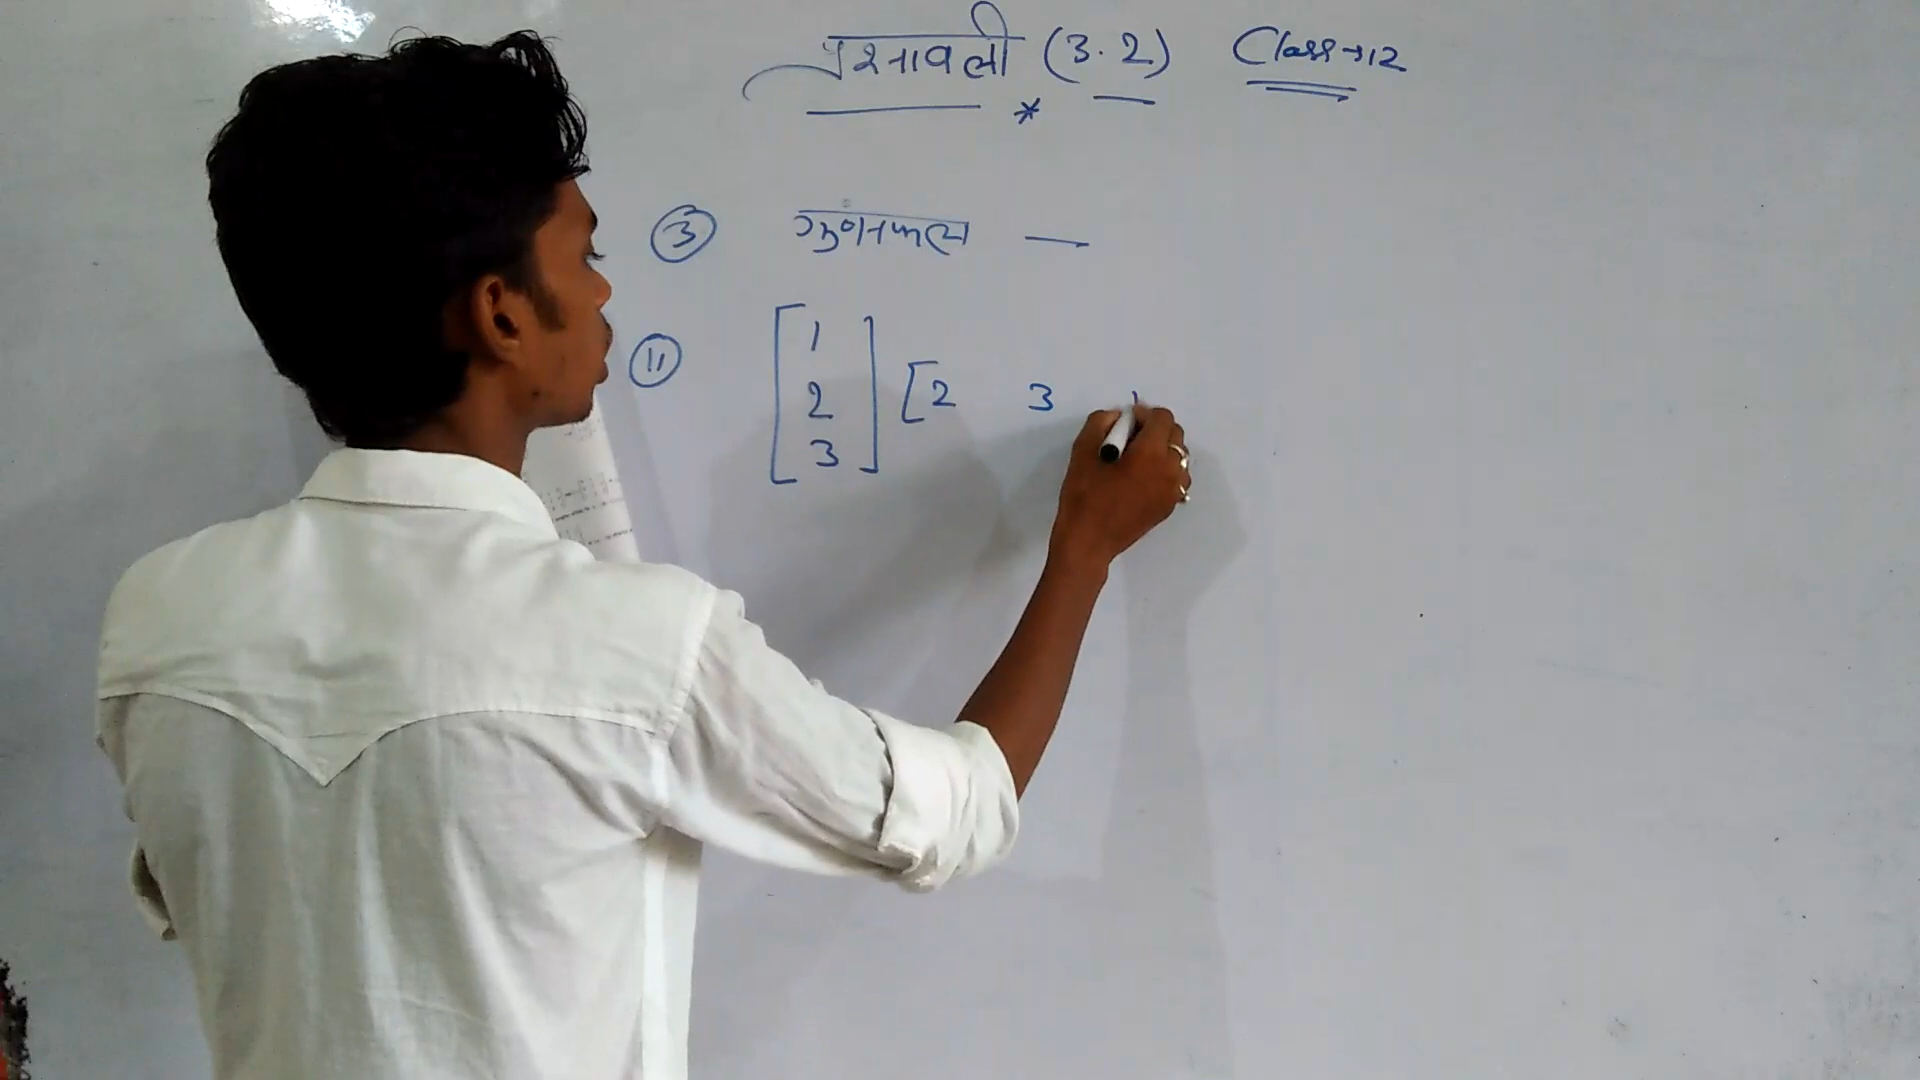 प्रश्नावली (3.2) Class→12
*
③ गुणनफल —
⑪ [1 2 3] [2 3